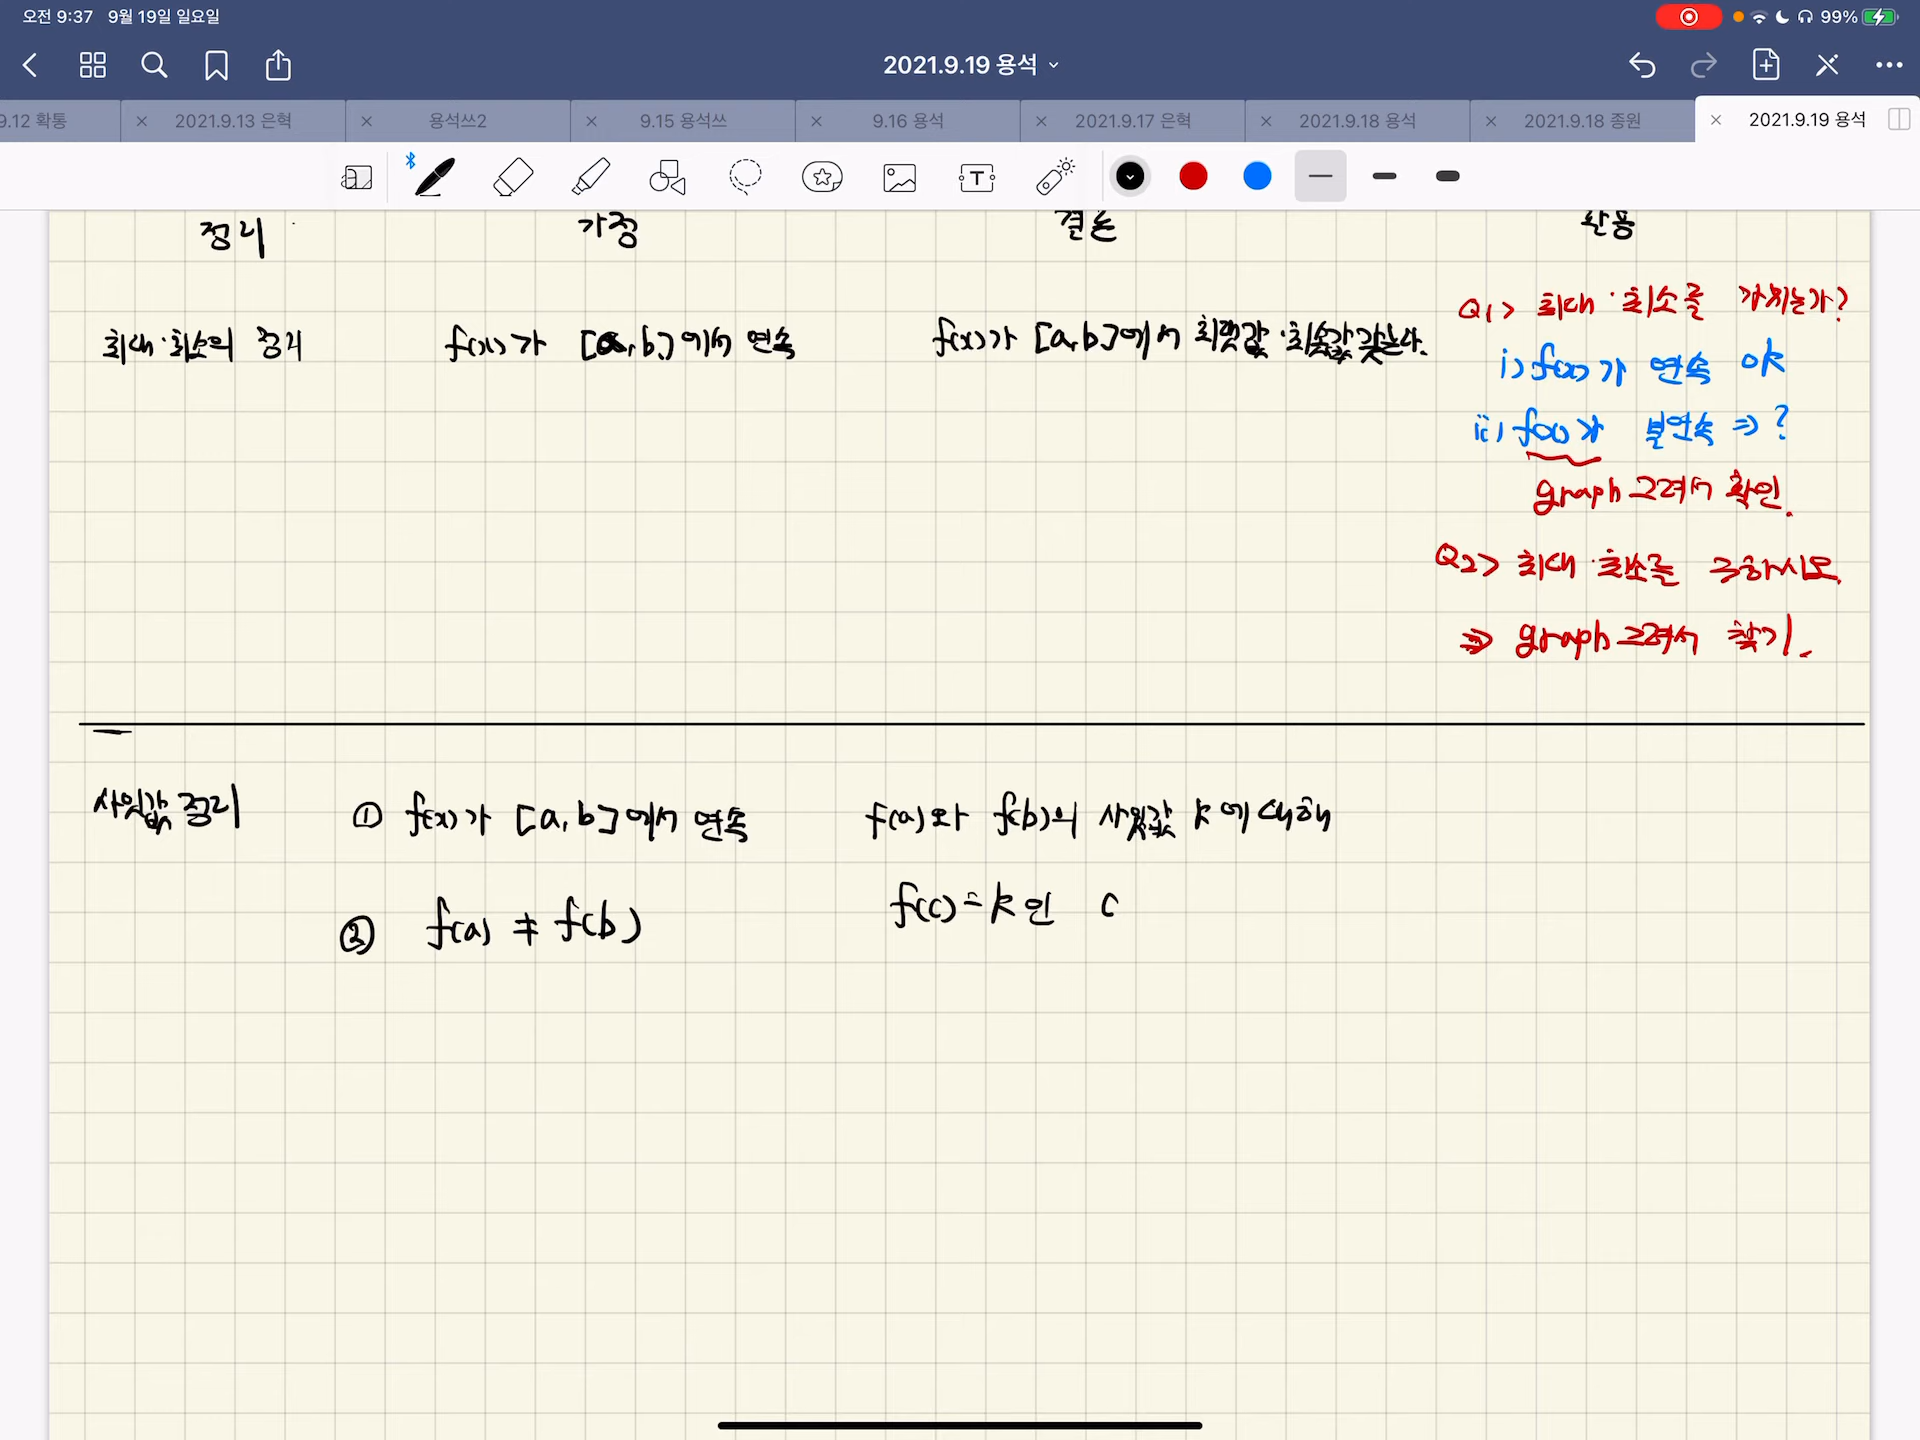 오전 9:37 9월 19일 일요일 99%
2021.9.19 용석
9.12 확통 2021.9.13 은혁 용석쓰2 9.15 용석쓰 9.16 용석 2021.9.17 은혁 2021.9.18 용석 2021.9.18 종원 2021.9.19 용석
정리 가정 결론 활용
최대·최소의 정리 f(x)가 [a, b]에서 연속 f(x)가 [a, b]에서 최댓값·최솟값 갖는다.
Q1> 최대·최소를 가지는가?
i) f(x)가 연속 ok
ii) f(x)가 불연속 ⇒ ?
graph 그려서 확인.
Q2> 최대·최소를 구하시오.
⇒ graph 그려서 찾기.
사잇값 정리 ① f(x)가 [a, b]에서 연속 f(a)와 f(b)의 사잇값 k에 대해
② f(a) ≠ f(b) f(c) = k인 c